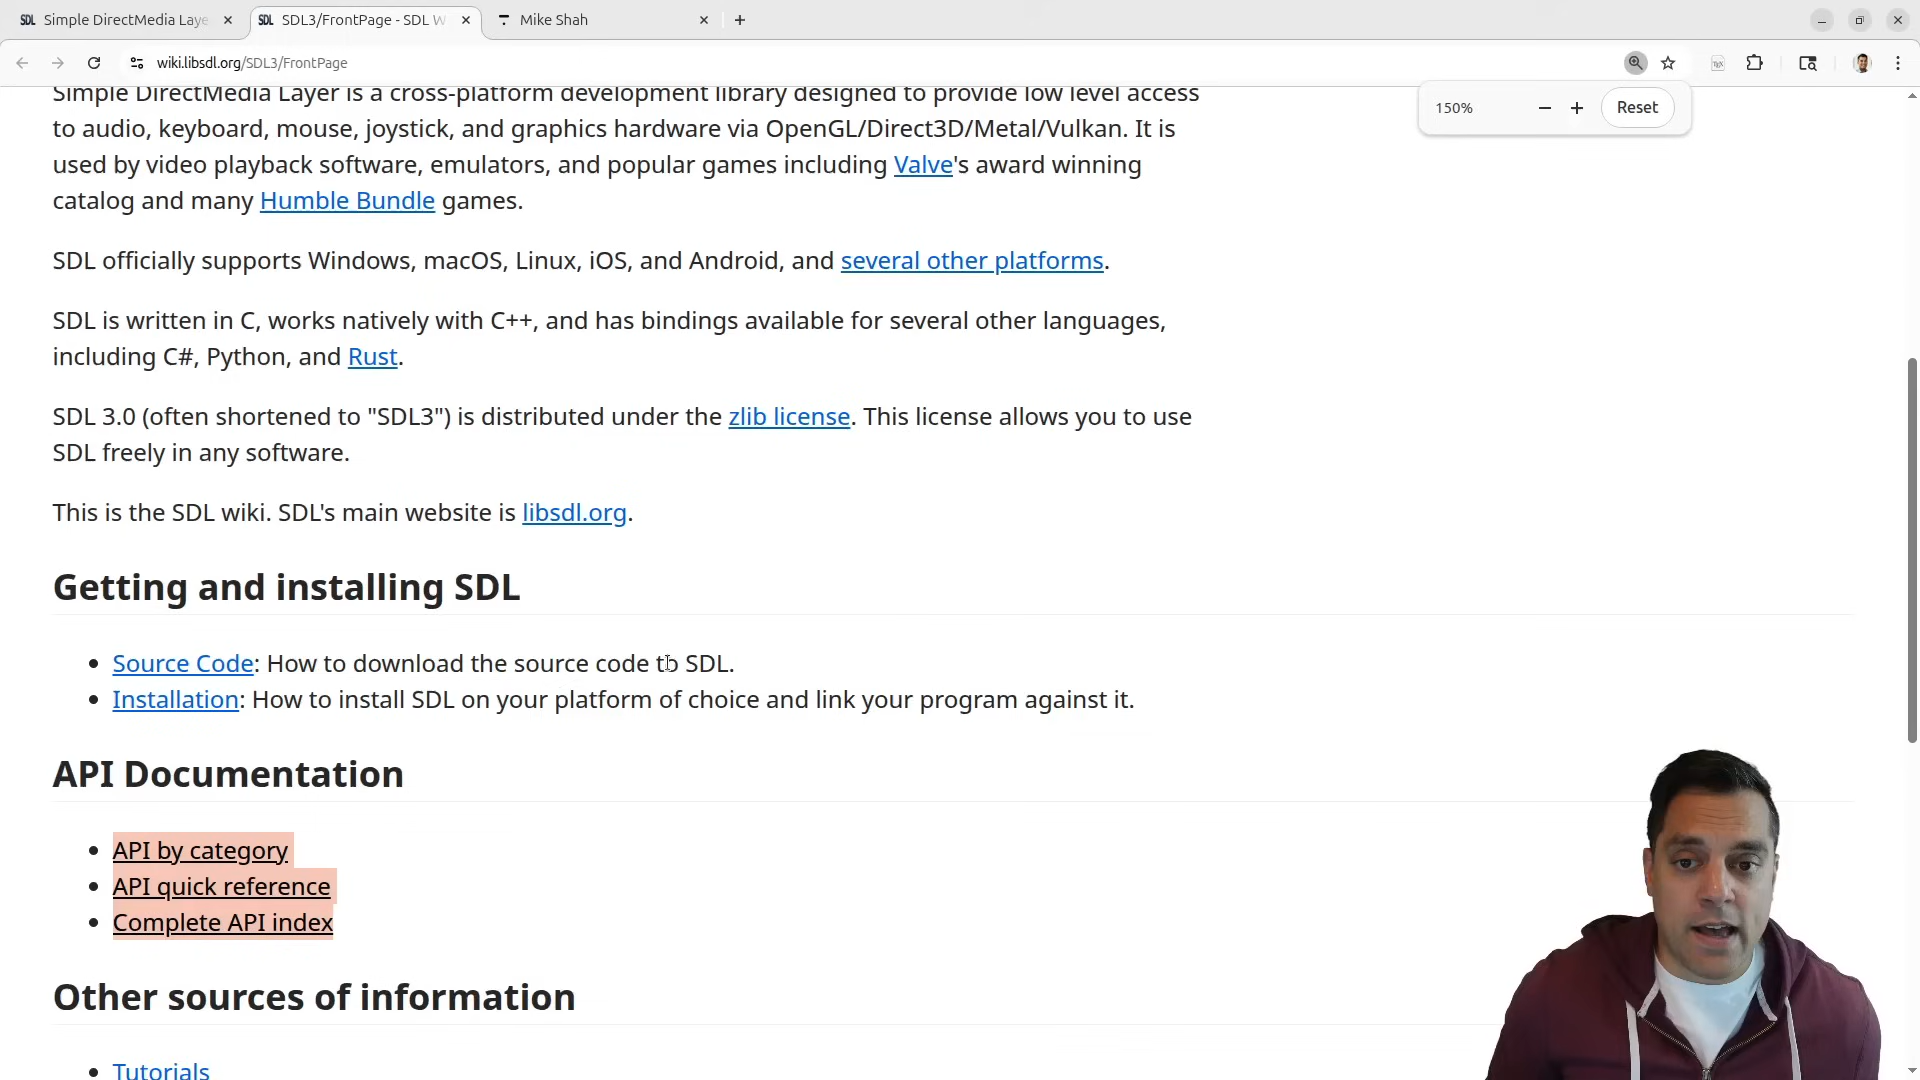 SDL Simple DirectMedia Laye
SDL SDL3/FrontPage - SDL W
Mike Shah
wiki.libsdl.org/SDL3/FrontPage
150%
Reset
Simple DirectMedia Layer is a cross-platform development library designed to provide low level access
to audio, keyboard, mouse, joystick, and graphics hardware via OpenGL/Direct3D/Metal/Vulkan. It is
used by video playback software, emulators, and popular games including Valve's award winning
catalog and many Humble Bundle games.
SDL officially supports Windows, macOS, Linux, iOS, and Android, and several other platforms.
SDL is written in C, works natively with C++, and has bindings available for several other languages,
including C#, Python, and Rust.
SDL 3.0 (often shortened to "SDL3") is distributed under the zlib license. This license allows you to use
SDL freely in any software.
This is the SDL wiki. SDL's main website is libsdl.org.
Getting and installing SDL
• Source Code: How to download the source code to SDL.
• Installation: How to install SDL on your platform of choice and link your program against it.
API Documentation
• API by category
• API quick reference
• Complete API index
Other sources of information
• Tutorials